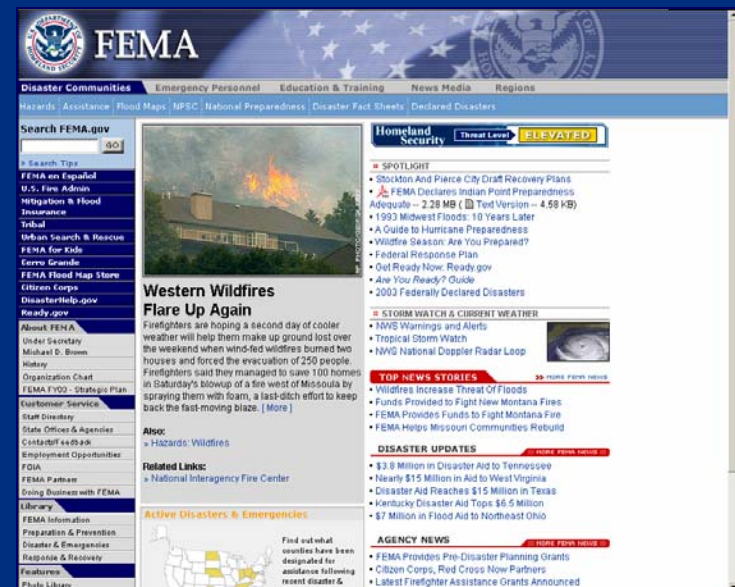 FEMA
Disaster Communities
Emergency Personnel
Education & Training
News Media
Regions
Hazards
Assistance
Flood Maps
NPSC
National Preparedness
Disaster Fact Sheets
Declared Disasters
Search FEMA.gov
GO
» Search Tips
FEMA en Español
U.S. Fire Admin
Mitigation & Flood
Insurance
Tribal
Urban Search & Rescue
FEMA for Kids
Cerro Grande
FEMA Flood Map Store
Citizen Corps
DisasterHelp.gov
Ready.gov
About FEMA
Under Secretary
Michael D. Brown
History
Organization Chart
FEMA FY03 - Strategic Plan
Customer Service
Staff Directory
State Offices & Agencies
Contacts/Feedback
Employment Opportunities
FOIA
FEMA Partners
Doing Business with FEMA
Library
FEMA Information
Preparation & Prevention
Disaster & Emergencies
Response & Recovery
Features
Photo Library
Western Wildfires
Flare Up Again
Firefighters are hoping a second day of cooler
weather will help them make up ground lost over
the weekend when wind-fed wildfires burned two
houses and forced the evacuation of 250 people.
Firefighters said they managed to save 100 homes
in Saturday's blowup of a fire west of Missoula by
spraying them with foam, a last-ditch effort to keep
back the fast-moving blaze. [ More ]
Also:
» Hazards: Wildfires
Related Links:
» National Interagency Fire Center
Active Disasters & Emergencies
Find out what
counties have been
designated for
assistance following
recent disaster &
Homeland
Security
Threat Level
ELEVATED
SPOTLIGHT
• Stockton And Pierce City Draft Recovery Plans
• FEMA Declares Indian Point Preparedness
Adequate -- 2.28 MB ( Text Version -- 4.58 KB)
• 1993 Midwest Floods: 10 Years Later
• A Guide to Hurricane Preparedness
• Wildfire Season: Are You Prepared?
• Federal Response Plan
• Get Ready Now: Ready.gov
• Are You Ready? Guide
• 2003 Federally Declared Disasters
STORM WATCH & CURRENT WEATHER
• NWS Warnings and Alerts
• Tropical Storm Watch
• NWS National Doppler Radar Loop
TOP NEWS STORIES
>> MORE FEMA NEWS
• Wildfires Increase Threat Of Floods
• Funds Provided to Fight New Montana Fires
• FEMA Provides Funds to Fight Montana Fire
• FEMA Helps Missouri Communities Rebuild
DISASTER UPDATES
MORE FEMA NEWS
• $3.8 Million in Disaster Aid to Tennessee
• Nearly $15 Million in Aid to West Virginia
• Disaster Aid Reaches $15 Million in Texas
• Kentucky Disaster Aid Tops $6.5 Million
• $7 Million in Flood Aid to Northeast Ohio
AGENCY NEWS
MORE FEMA NEWS
• FEMA Provides Pre-Disaster Planning Grants
• Citizen Corps, Red Cross Now Partners
• Latest Firefighter Assistance Grants Announced